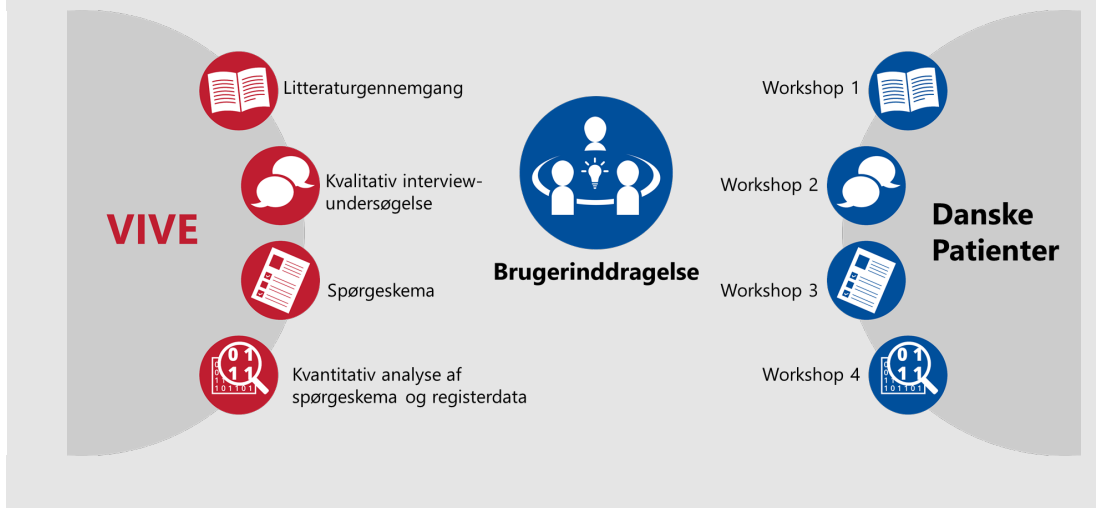 VIVE
Litteraturgennemgang
Kvalitativ interview-
undersøgelse
Spørgeskema
Kvantitativ analyse af
spørgeskema og registerdata
Brugerinddragelse
Workshop 1
Workshop 2
Workshop 3
Workshop 4
Danske
Patienter